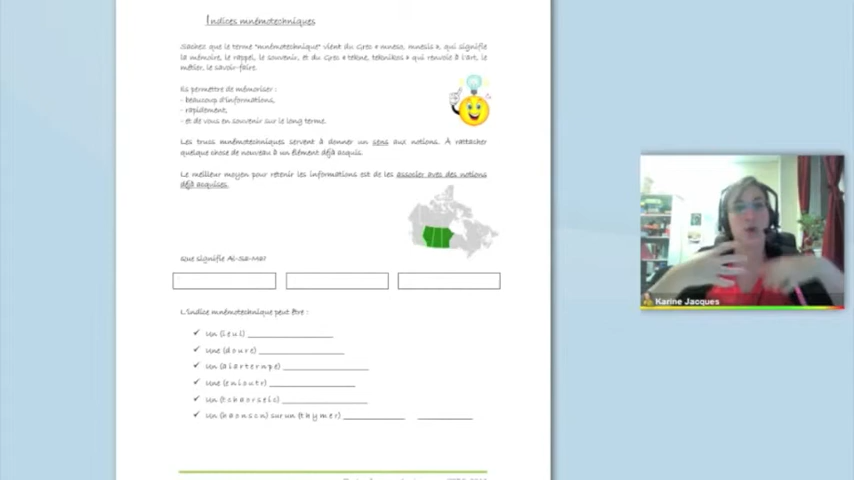 Indices mnémotechniques
Sachez que le terme "mnémotechnique" vient du Grec « mneso, mnesis », qui signifie
la mémoire, le rappel, le souvenir, et du Grec « tekne, teknikos » qui renvoie à l'art, le
métier, le savoir-faire.
Ils permettre de mémoriser :
- beaucoup d'informations,
- rapidement,
- et de vous en souvenir sur le long terme.
Les trucs mnémotechniques servent à donner un sens aux notions. À rattacher
quelque chose de nouveau à un élément déjà acquis.
Le meilleur moyen pour retenir les informations est de les associer avec des notions
déjà acquises.
Que signifie Al-Sa-Ma?
L'indice mnémotechnique peut être :
Un (i e u l)
Une (d o u r e)
Un (a i a r t e r n p e)
Une (e n i o u t r)
Un (t c h a o r s e i c)
Un (h a o n s c n) sur un (t h y m e r)
Karine Jacques